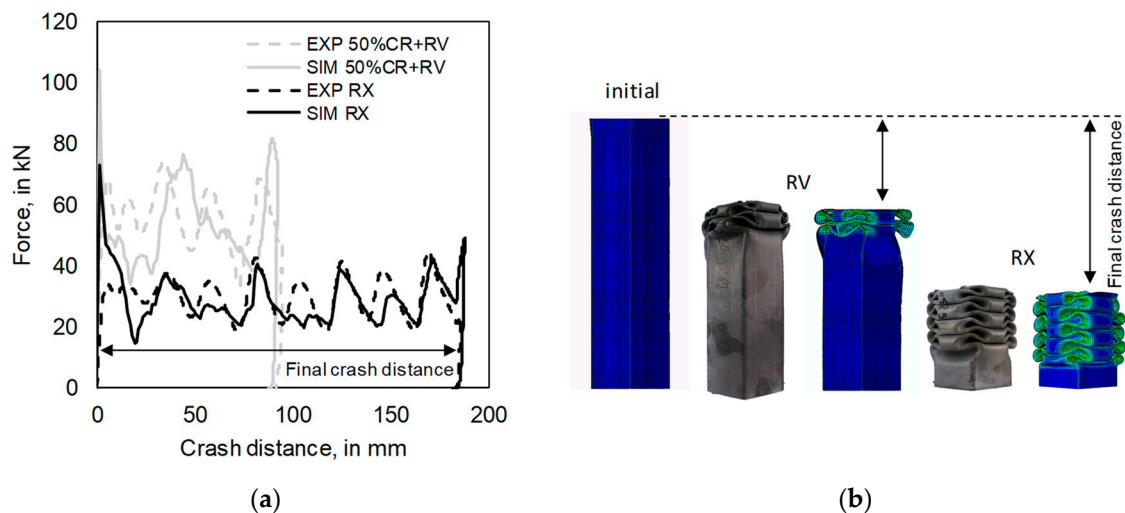 120
100
80
60
40
20
0
Force, in kN
EXP 50%CR+RV
SIM 50%CR+RV
EXP RX
SIM RX
Final crash distance
0
50
100
150
200
Crash distance, in mm
(a)
initial
RV
RX
Final crash distance
(b)